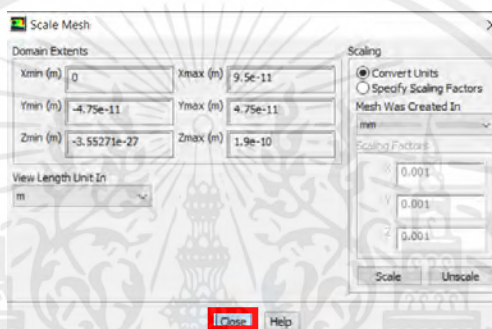 Scale Mesh
Domain Extents
Xmin (m) 0 Xmax (m) 9.5e-11
Ymin (m) -4.75e-11 Ymax (m) 4.75e-11
Zmin (m) -3.55271e-27 Zmax (m) 1.9e-10
View Length Unit In
m
Scaling
Convert Units
Specify Scaling Factors
Mesh Was Created In
mm
Scaling Factors
X 0.001
Y 0.001
Z 0.001
Scale Unscale
Close Help